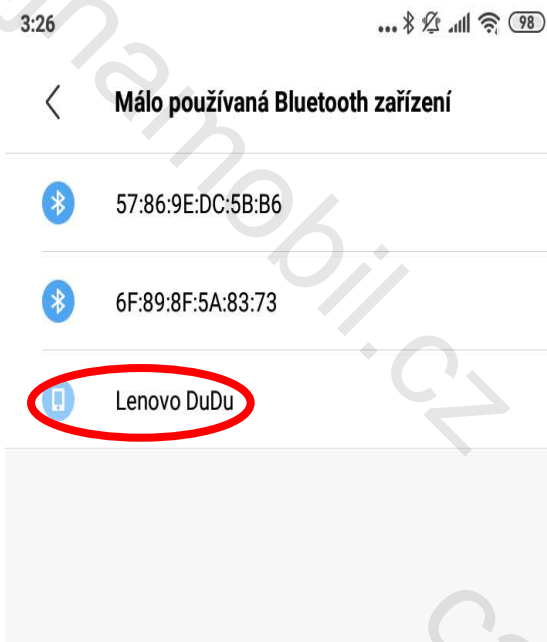 3:26
98
Málo používaná Bluetooth zařízení
57:86:9E:DC:5B:B6
6F:89:8F:5A:83:73
Lenovo DuDu
gnamobil.cz